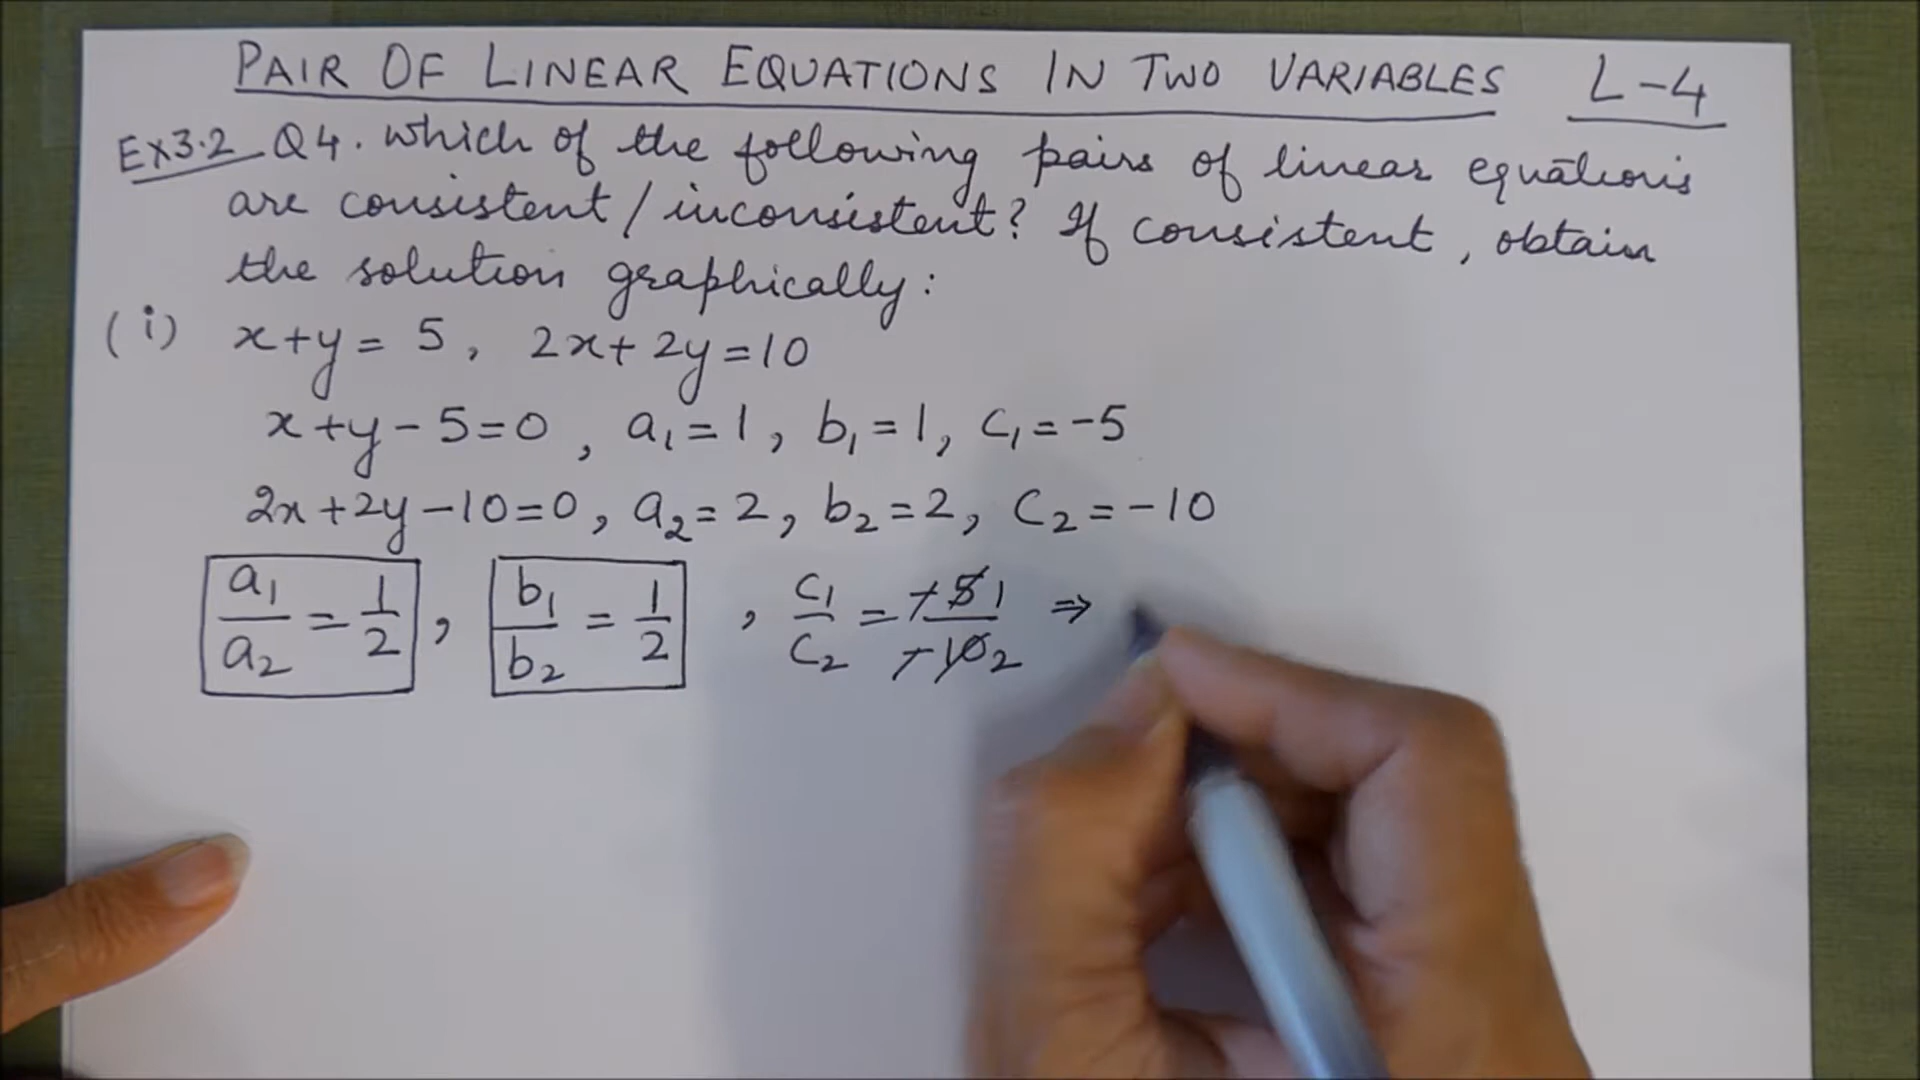 PAIR OF LINEAR EQUATIONS IN TWO VARIABLES L-4
Ex3.2 Q4. Which of the following pairs of linear equations
are consistent / inconsistent? If consistent, obtain
the solution graphically:
(i) x+y=5, 2x+2y=10
x+y-5=0, a₁=1, b₁=1, c₁=-5
2x+2y-10=0, a₂=2, b₂=2, c₂=-10
a₁/a₂ = 1/2, b₁/b₂ = 1/2, c₁/c₂ = -5 1/-10 2 ⇒